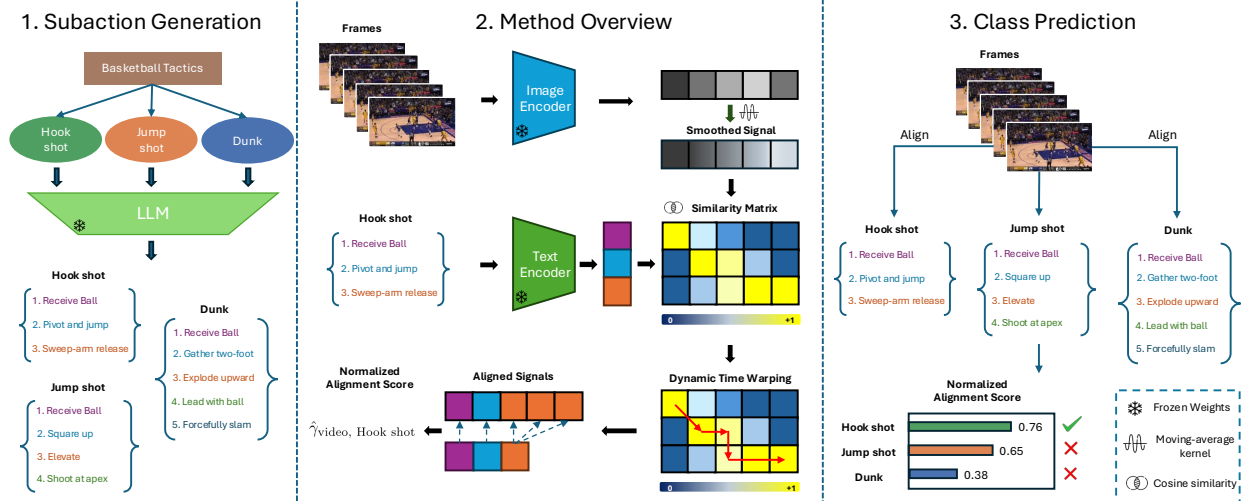 1. Subaction Generation
Basketball Tactics
Hook
shot
Jump
shot
Dunk
LLM
Hook shot
1. Receive Ball
2. Pivot and jump
3. Sweep-arm release
Jump shot
1. Receive Ball
2. Square up
3. Elevate
4. Shoot at apex
Dunk
1. Receive Ball
2. Gather two-foot
3. Explode upward
4. Lead with ball
5. Forcefully slam
2. Method Overview
Frames
Image
Encoder
Smoothed Signal
Hook shot
1. Receive Ball
2. Pivot and jump
3. Sweep-arm release
Text
Encoder
Similarity Matrix
0 +1
Dynamic Time Warping
0 +1
Aligned Signals
Normalized
Alignment Score
γ̂video, Hook shot
3. Class Prediction
Frames
Align
Align
Hook shot
1. Receive Ball
2. Pivot and jump
3. Sweep-arm release
Jump shot
1. Receive Ball
2. Square up
3. Elevate
4. Shoot at apex
Dunk
1. Receive Ball
2. Gather two-foot
3. Explode upward
4. Lead with ball
5. Forcefully slam
Normalized
Alignment Score
Hook shot 0.76
Jump shot 0.65
Dunk 0.38
Frozen Weights
Moving-average
kernel
Cosine similarity